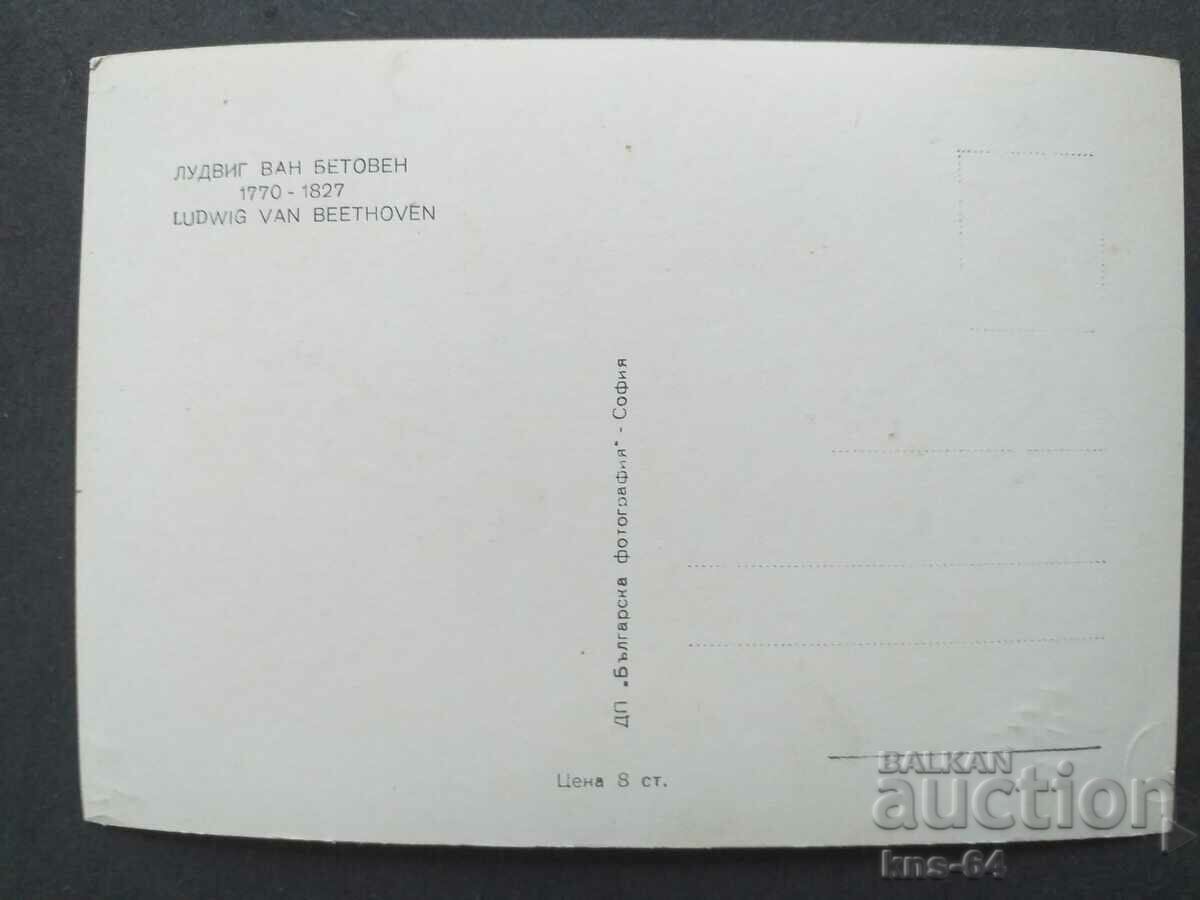 ЛУДВИГ ВАН БЕТОВЕН
1770 - 1827
LUDWIG VAN BEETHOVEN
ДП „Българска фотография" - София
Цена 8 ст.
BALKAN
auction
kns-64